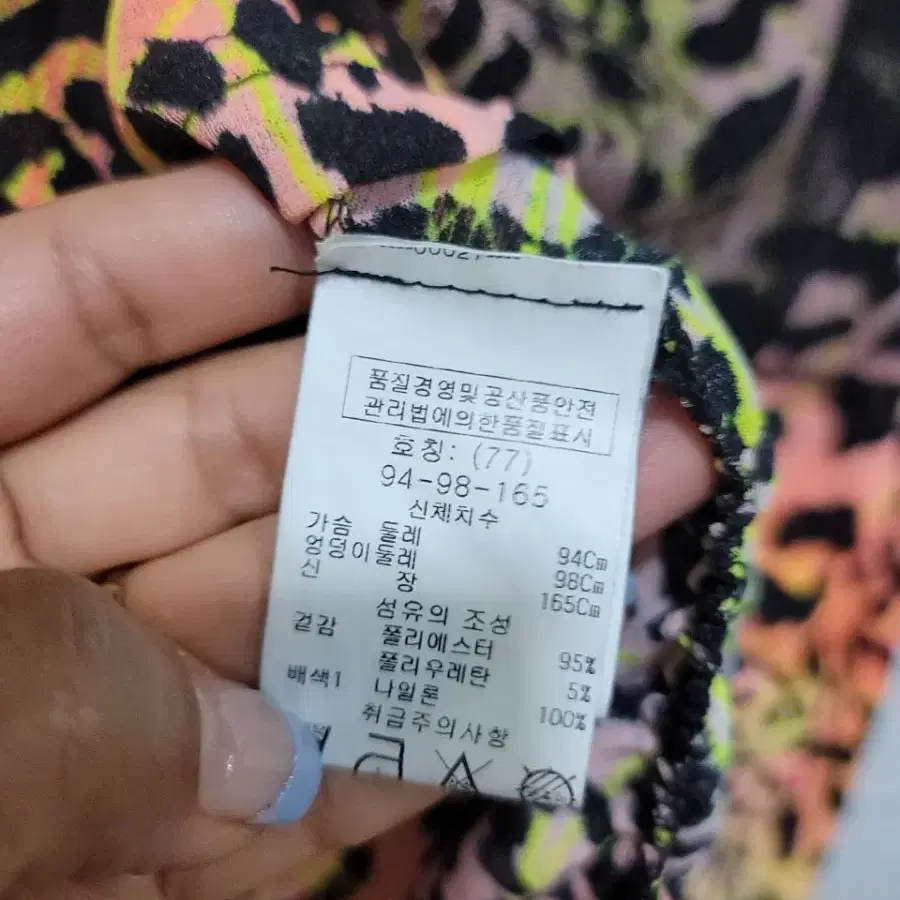 품질경영및공산품안전
관리법에의한품질표시
호칭: (77)
94-98-165
신체치수
가슴 둘레 94Cm
엉덩이둘레 98Cm
신 장 165Cm
섬유의 조성
겉감 폴리에스터 95%
폴리우레탄 5%
배색1 나일론 100%
취급주의사항